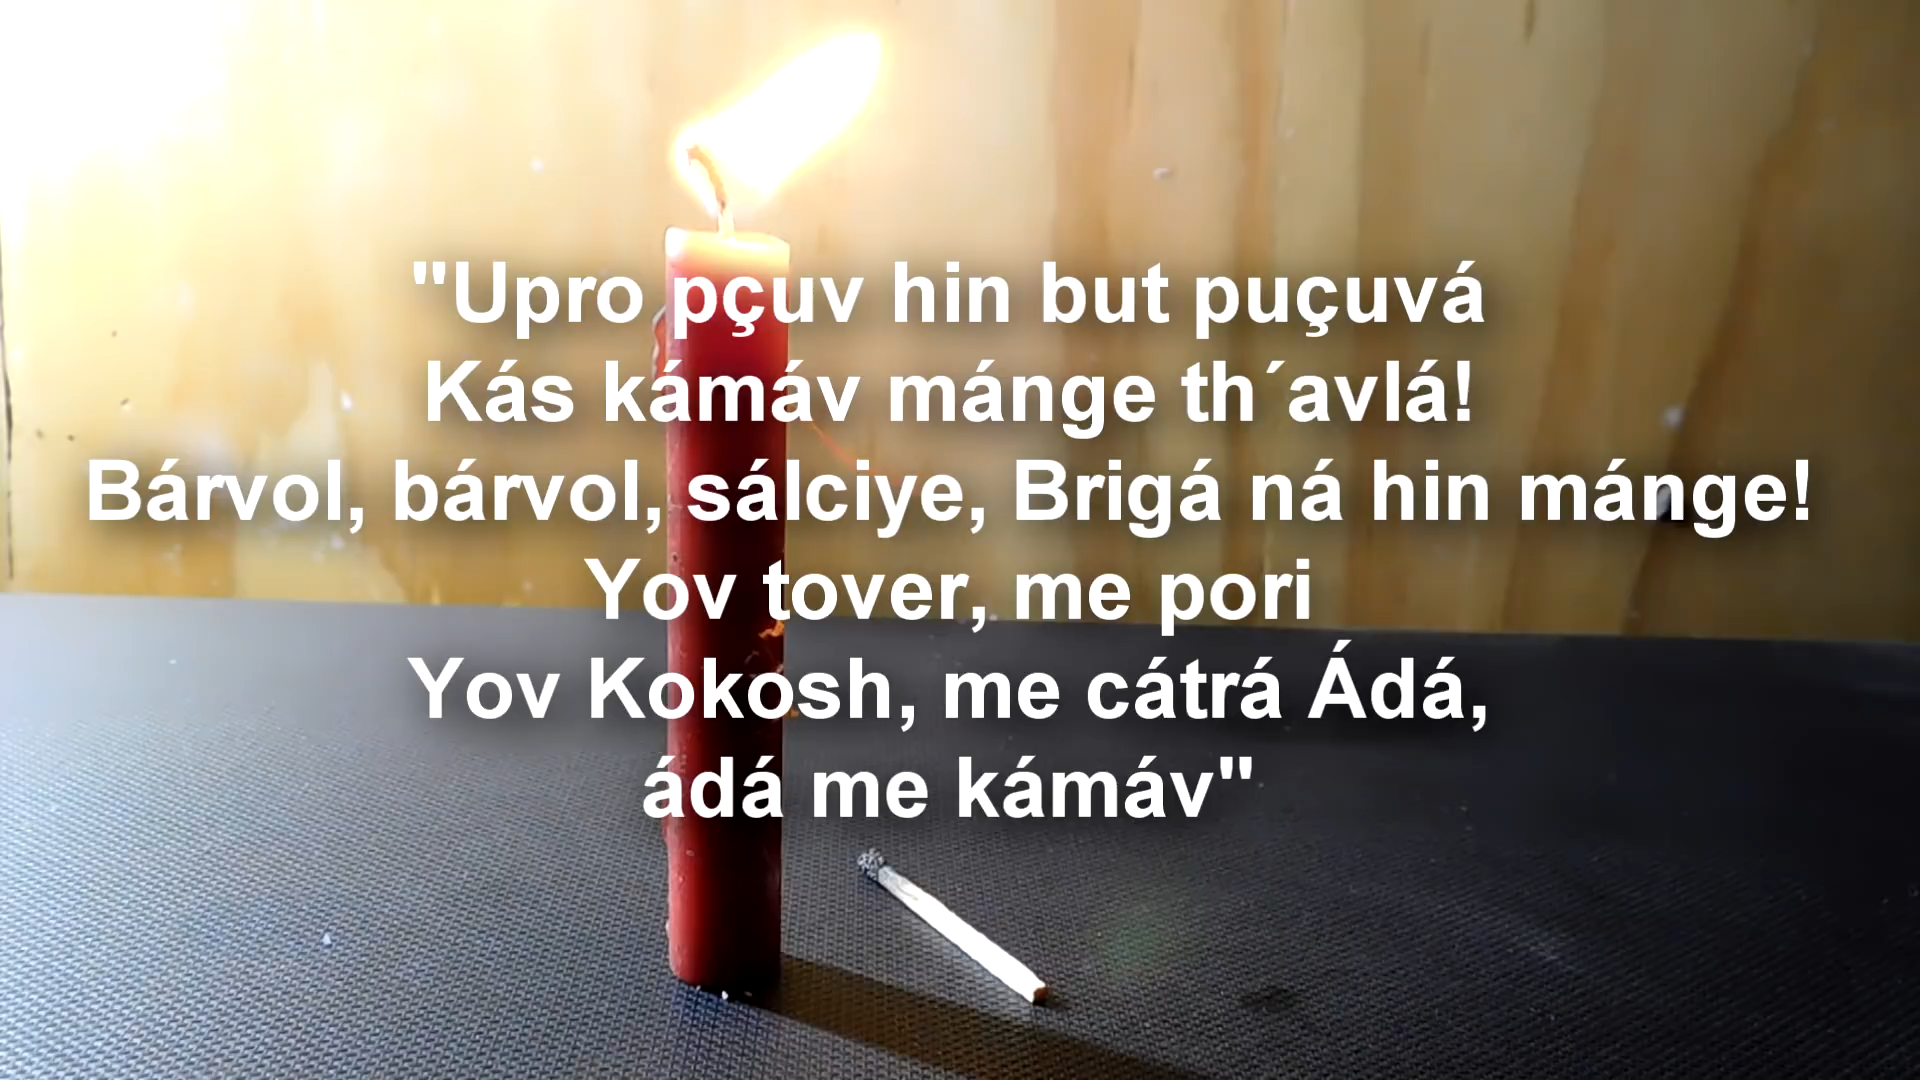 "Upro pçuv hin but puçuvá
Kás kámáv mánge th´avlá!
Bárvol, bárvol, sálciye, Brigá ná hin mánge!
Yov tover, me pori
Yov Kokosh, me cátrá Ádá,
ádá me kámáv"